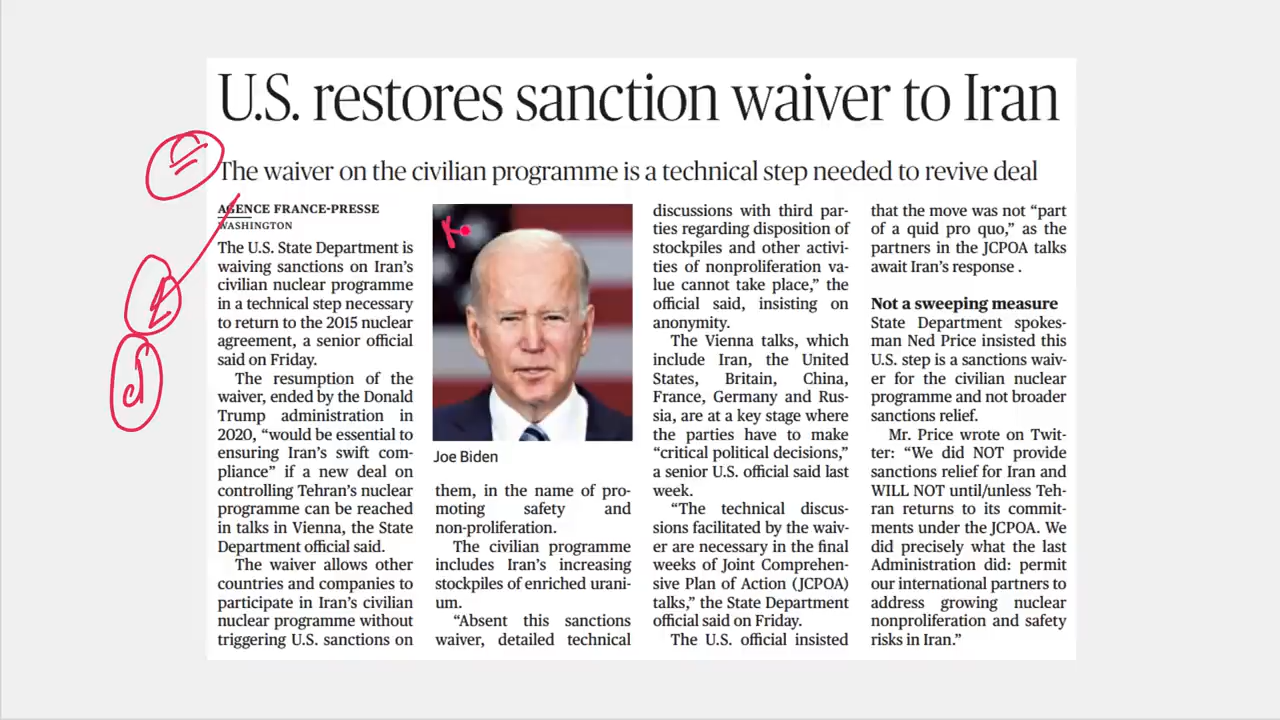 U.S. restores sanction waiver to Iran
The waiver on the civilian programme is a technical step needed to revive deal
AGENCE FRANCE-PRESSE
WASHINGTON
The U.S. State Department is
waiving sanctions on Iran's
civilian nuclear programme
in a technical step necessary
to return to the 2015 nuclear
agreement, a senior official
said on Friday.
The resumption of the
waiver, ended by the Donald
Trump administration in
2020, "would be essential to
ensuring Iran's swift com-
pliance" if a new deal on
controlling Tehran's nuclear
programme can be reached
in talks in Vienna, the State
Department official said.
The waiver allows other
countries and companies to
participate in Iran's civilian
nuclear programme without
triggering U.S. sanctions on
Joe Biden
them, in the name of pro-
moting safety and
non-proliferation.
The civilian programme
includes Iran's increasing
stockpiles of enriched urani-
um.
"Absent this sanctions
waiver, detailed technical
discussions with third par-
ties regarding disposition of
stockpiles and other activi-
ties of nonproliferation va-
lue cannot take place," the
official said, insisting on
anonymity.
The Vienna talks, which
include Iran, the United
States, Britain, China,
France, Germany and Rus-
sia, are at a key stage where
the parties have to make
"critical political decisions,"
a senior U.S. official said last
week.
"The technical discus-
sions facilitated by the waiv-
er are necessary in the final
weeks of Joint Comprehen-
sive Plan of Action (JCPOA)
talks," the State Department
official said on Friday.
The U.S. official insisted
that the move was not "part
of a quid pro quo," as the
partners in the JCPOA talks
await Iran's response .
Not a sweeping measure
State Department spokes-
man Ned Price insisted this
U.S. step is a sanctions waiv-
er for the civilian nuclear
programme and not broader
sanctions relief.
Mr. Price wrote on Twit-
ter: "We did NOT provide
sanctions relief for Iran and
WILL NOT until/unless Teh-
ran returns to its commit-
ments under the JCPOA. We
did precisely what the last
Administration did: permit
our international partners to
address growing nuclear
nonproliferation and safety
risks in Iran."